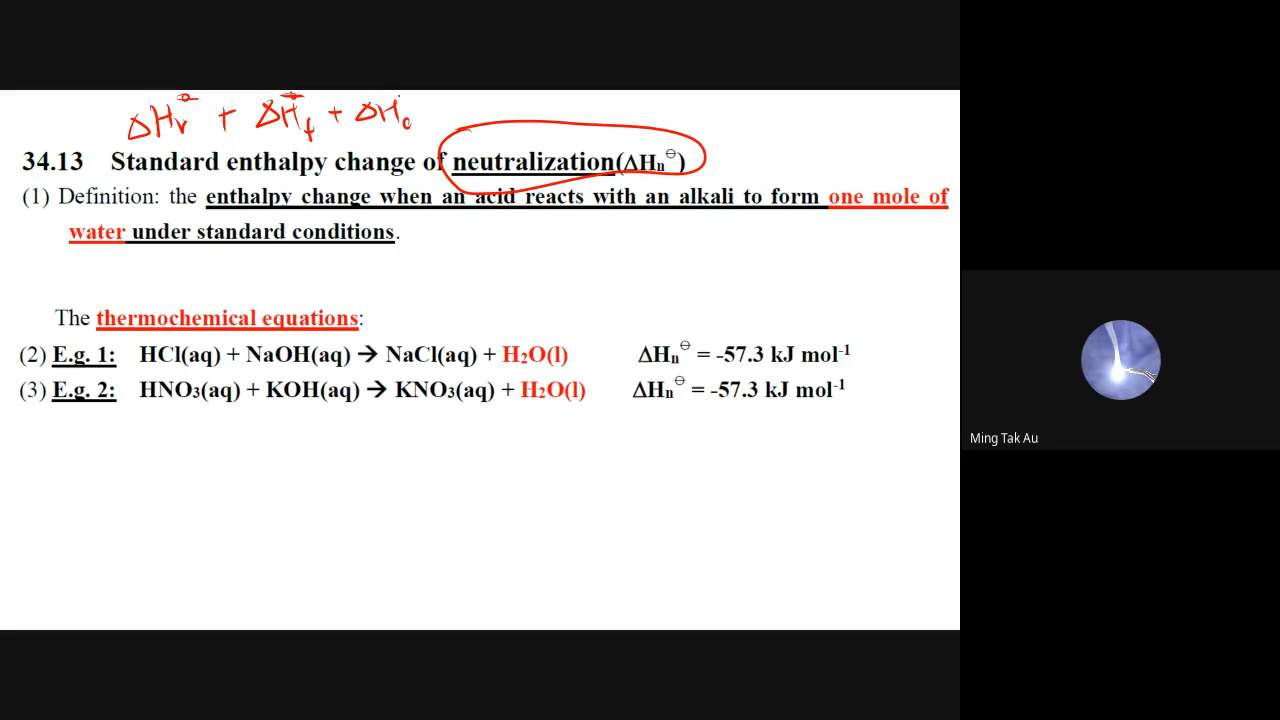 ΔHr⊖ + ΔHf⊖ + ΔHc
34.13 Standard enthalpy change of neutralization(ΔHn⊖)
(1) Definition: the enthalpy change when an acid reacts with an alkali to form one mole of
water under standard conditions.
The thermochemical equations:
(2) E.g. 1: HCl(aq) + NaOH(aq) → NaCl(aq) + H₂O(l) ΔHn⊖ = -57.3 kJ mol⁻¹
(3) E.g. 2: HNO₃(aq) + KOH(aq) → KNO₃(aq) + H₂O(l) ΔHn⊖ = -57.3 kJ mol⁻¹
Ming Tak Au